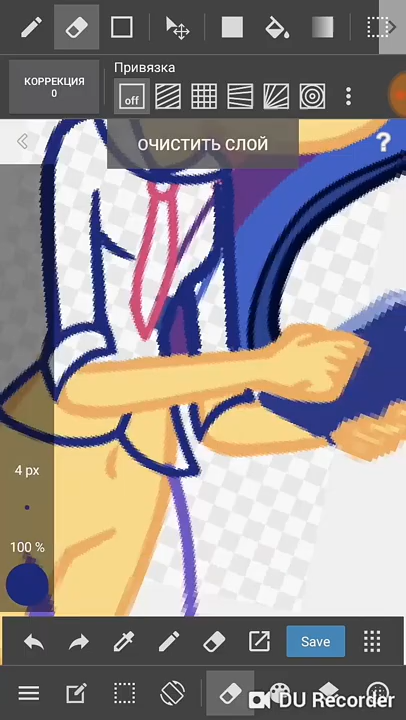 КОРРЕКЦИЯ
0
Привязка
off
ОЧИСТИТЬ СЛОЙ
?
4 px
100 %
Save
DU Recorder